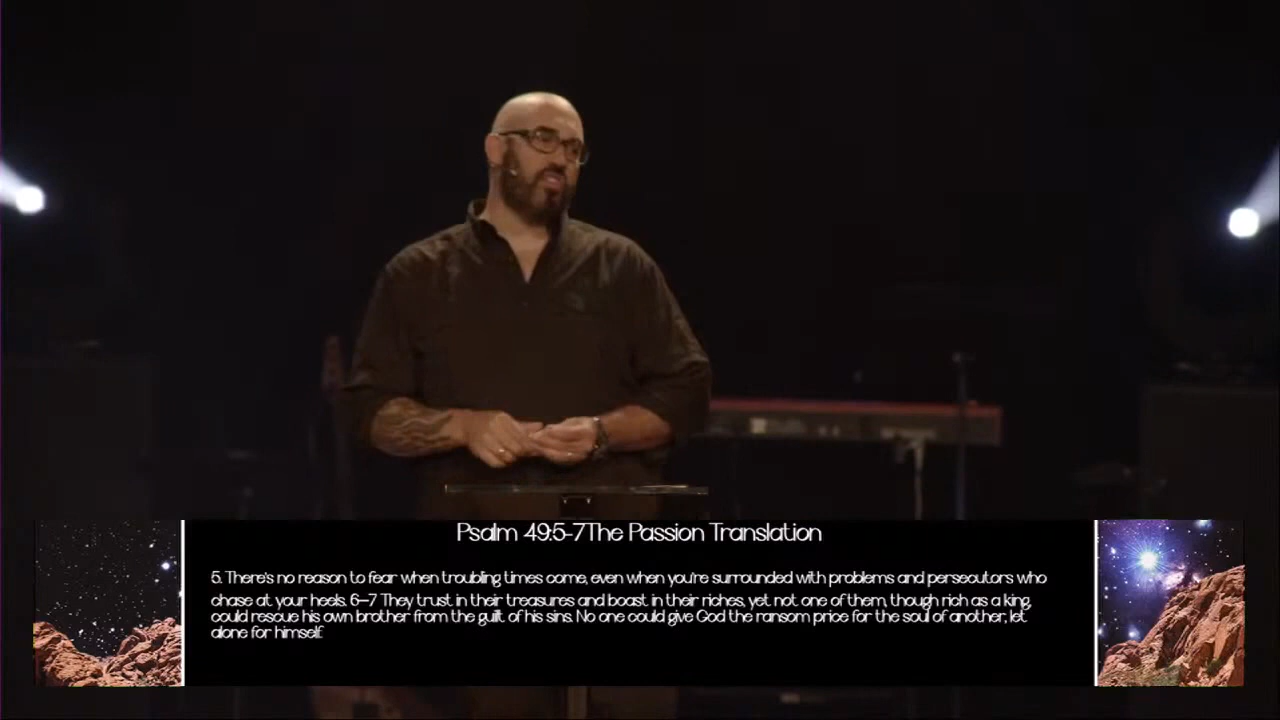 Psalm 49:5-7The Passion Translation
5. There's no reason to fear when troubling times come, even when you're surrounded with problems and persecutors who
chase at your heels. 6–7 They trust in their treasures and boast in their riches, yet not one of them, though rich as a king,
could rescue his own brother from the guilt of his sins. No one could give God the ransom price for the soul of another, let
alone for himself.